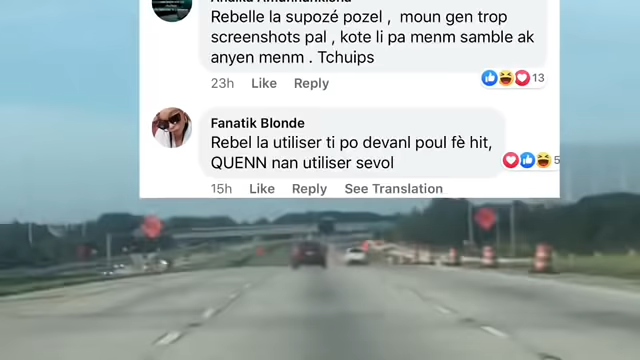 Rebelle la supozé pozel , moun gen trop
screenshots pal , kote li pa menm samble ak
anyen menm . Tchuips
23h Like Reply
13
Fanatik Blonde
Rebel la utiliser ti po devanl poul fè hit,
QUENN nan utiliser sevol
5
15h Like Reply See Translation